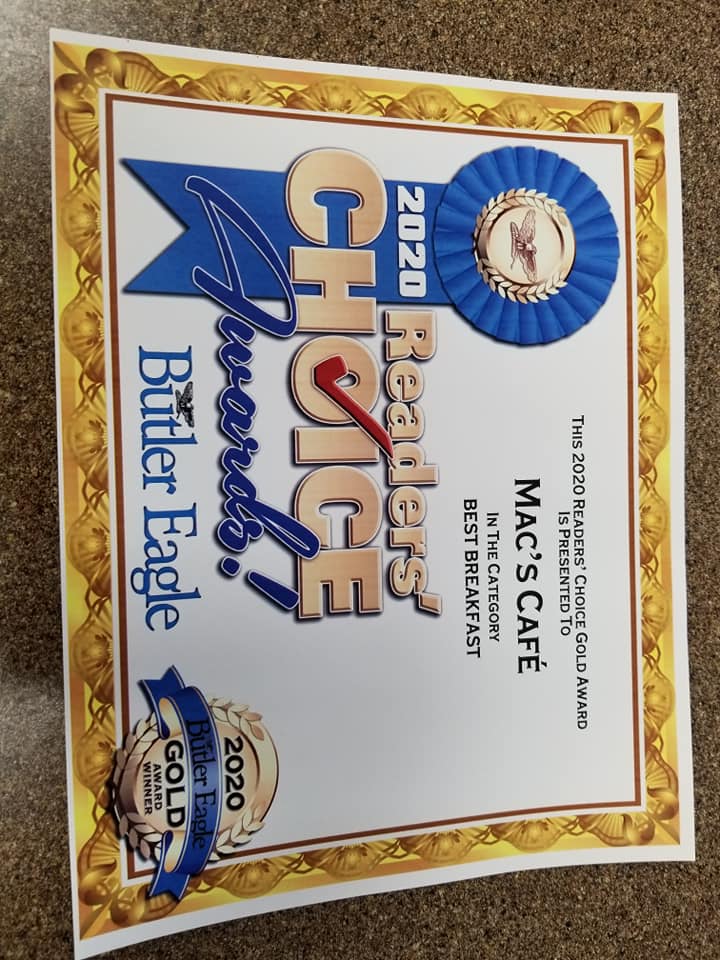 THIS 2020 READERS' CHOICE GOLD AWARD
IS PRESENTED TO
MAC'S CAFÉ
IN THE CATEGORY
BEST BREAKFAST
2020 Readers'
CHOICE
Awards!
Butler Eagle
2020
Butler Eagle
GOLD
AWARD
WINNER